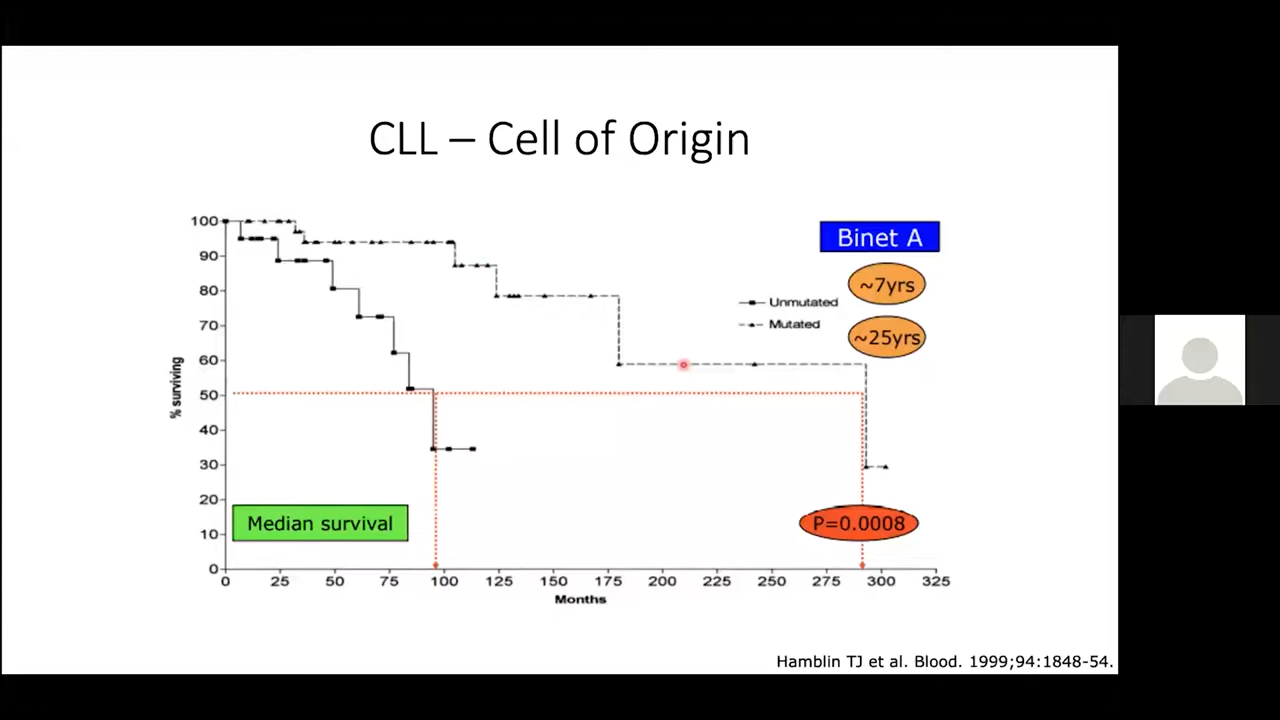 CLL – Cell of Origin
100
90
80
70
60
50
40
30
20
10
0
% surviving
Binet A
~7yrs
Unmutated
Mutated
~25yrs
Median survival
P=0.0008
0 25 50 75 100 125 150 175 200 225 250 275 300 325
Months
Hamblin TJ et al. Blood. 1999;94:1848-54.